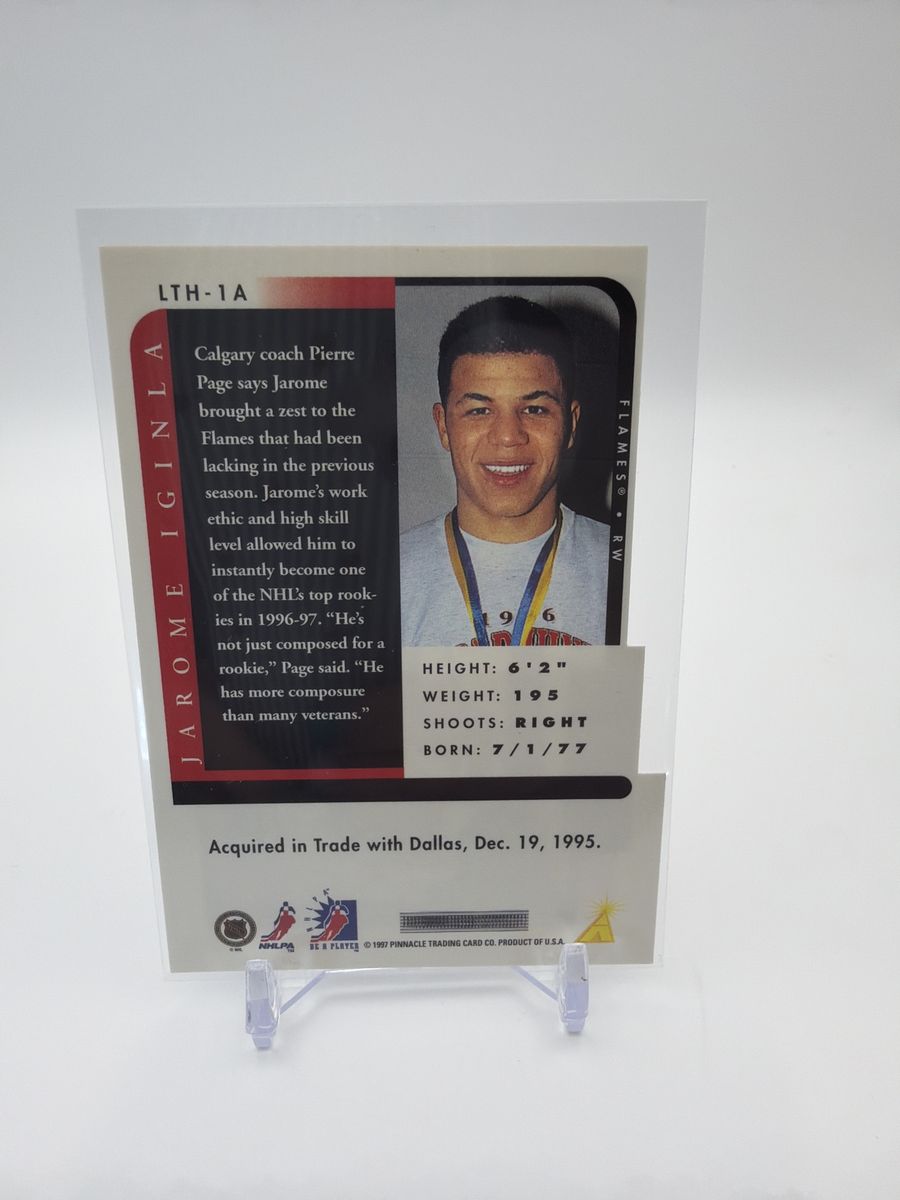 LTH-1A
JAROME IGINLA
Calgary coach Pierre
Page says Jarome
brought a zest to the
Flames that had been
lacking in the previous
season. Jarome's work
ethic and high skill
level allowed him to
instantly become one
of the NHL's top rook-
ies in 1996-97. "He's
not just composed for a
rookie," Page said. "He
has more composure
than many veterans."
FLAMES® • RW
HEIGHT: 6'2"
WEIGHT: 195
SHOOTS: RIGHT
BORN: 7/1/77
Acquired in Trade with Dallas, Dec. 19, 1995.
© NHL
NHLPA™
BE A PLAYER™
© 1997 PINNACLE TRADING CARD CO. PRODUCT OF U.S.A.